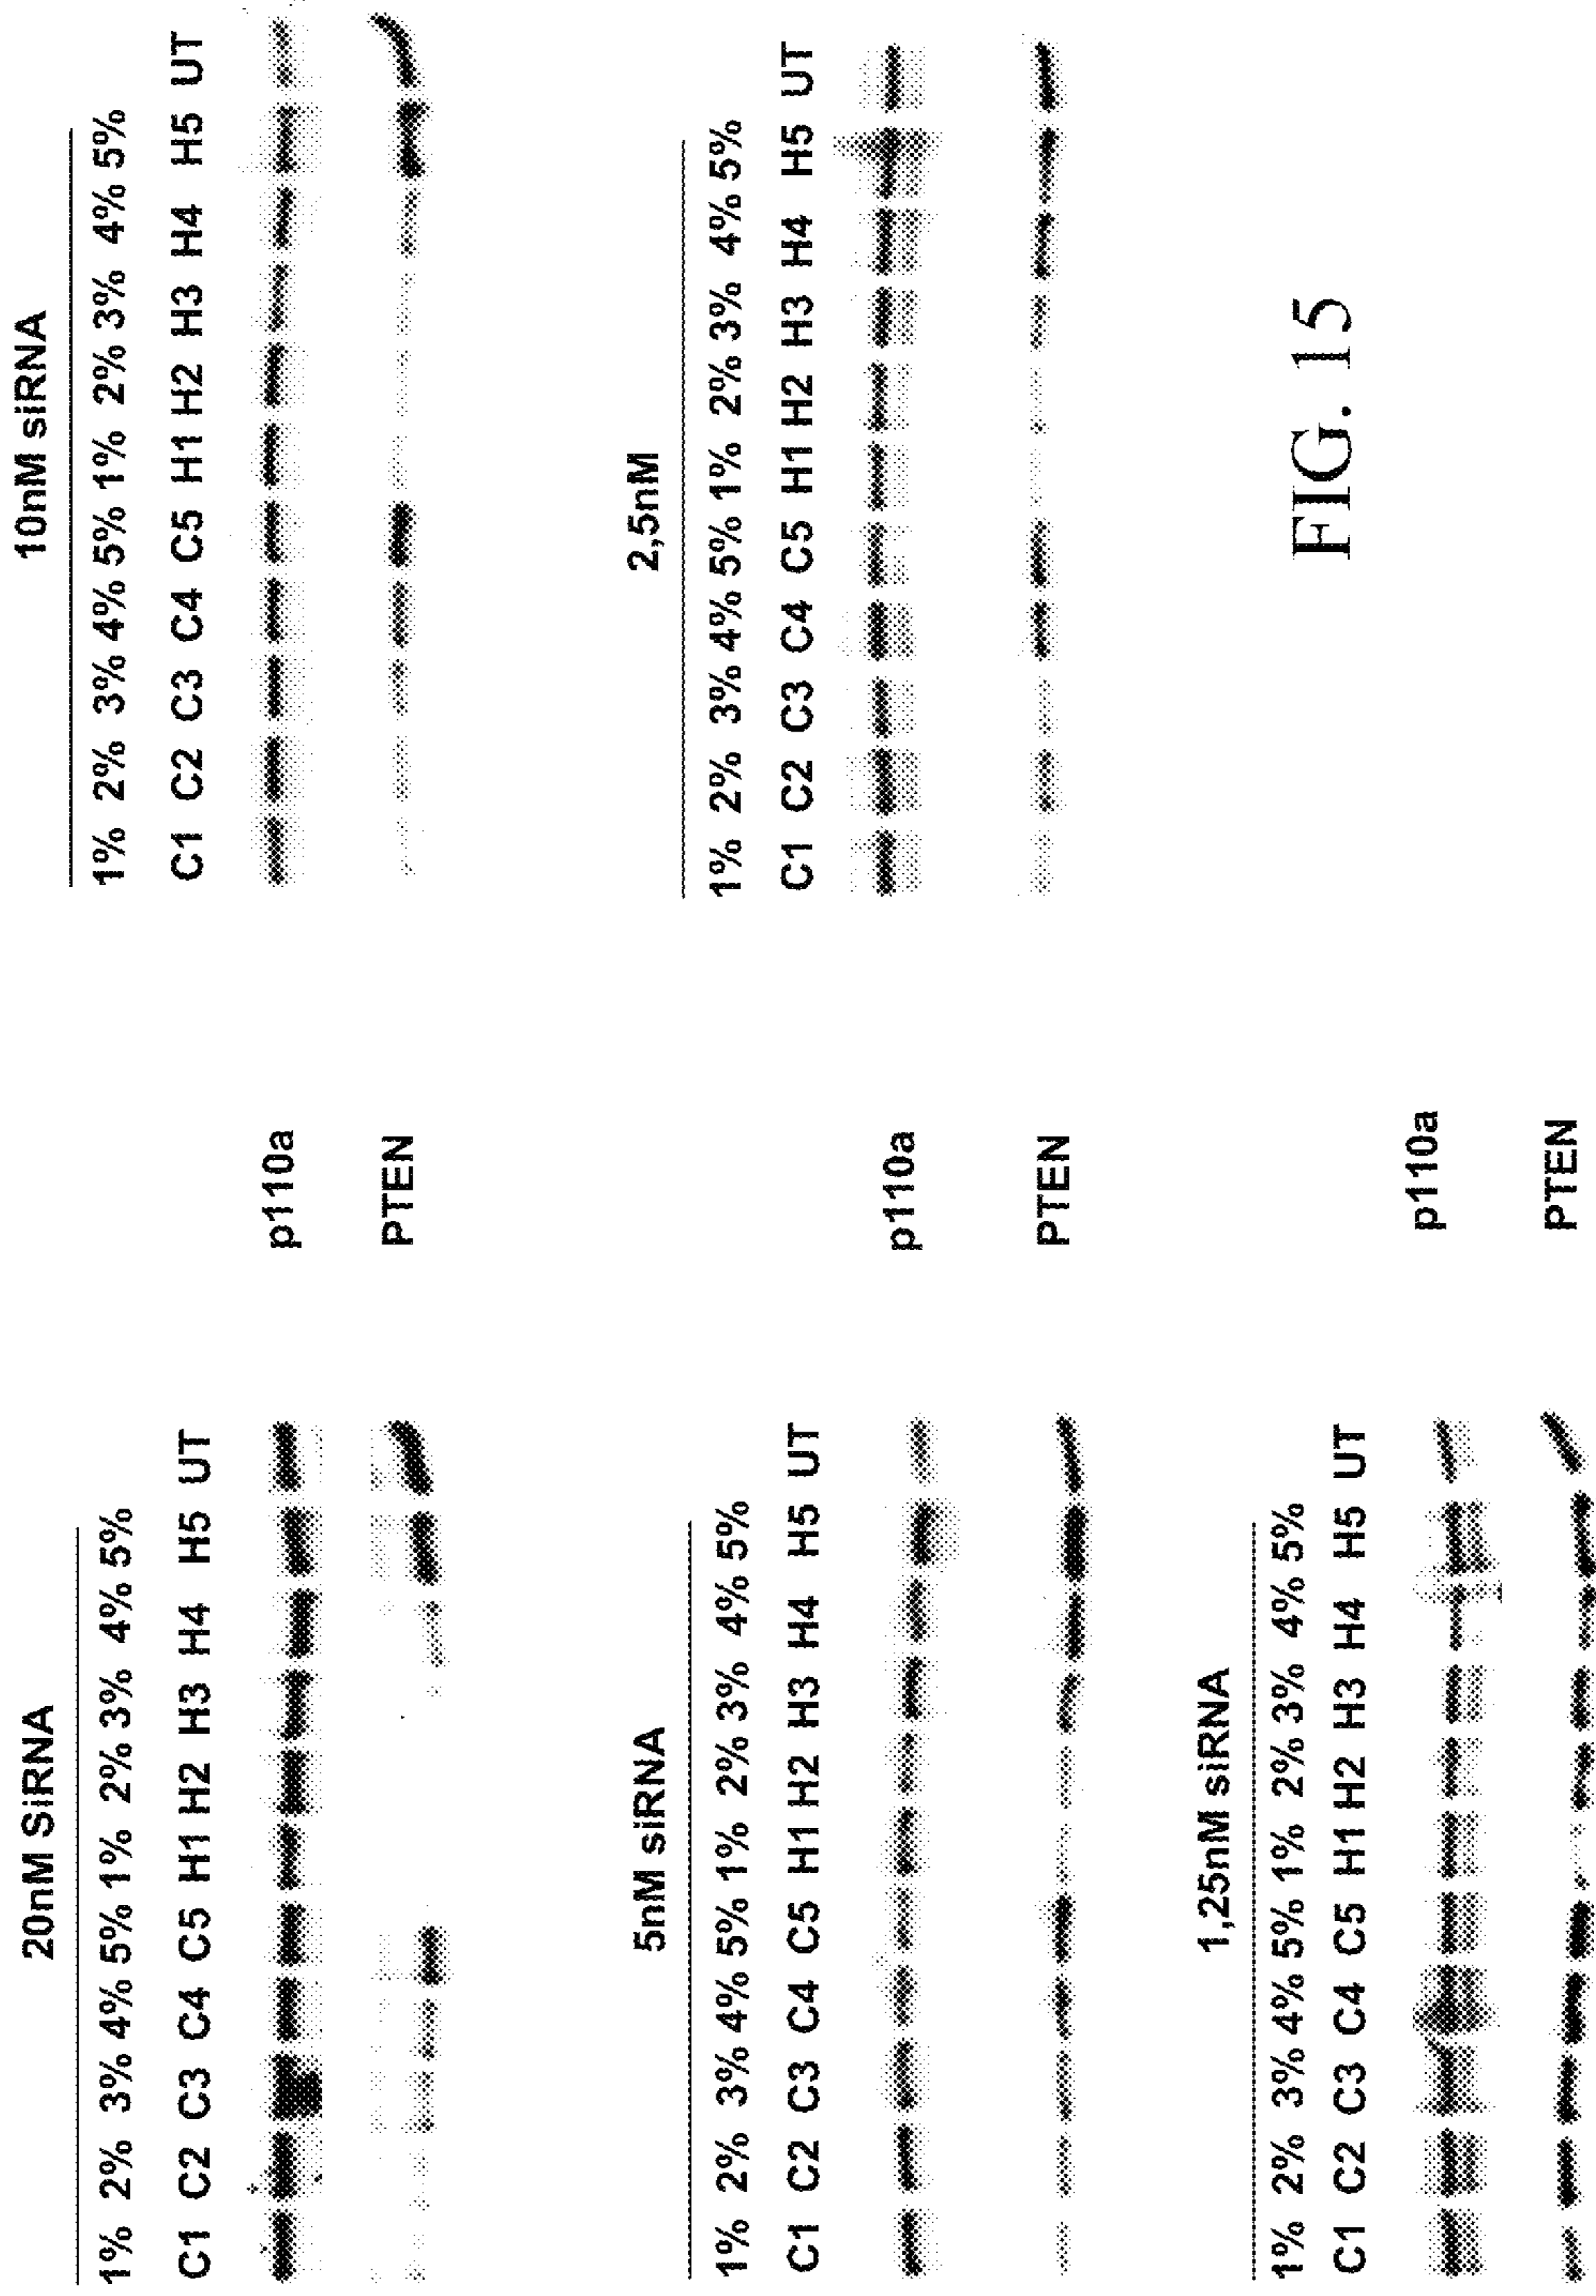 20nM SiRNA
1% 2% 3% 4% 5% 1% 2% 3% 4% 5%
C1 C2 C3 C4 C5 H1 H2 H3 H4 H5 UT
p110a
PTEN
10nM siRNA
1% 2% 3% 4% 5% 1% 2% 3% 4% 5%
C1 C2 C3 C4 C5 H1 H2 H3 H4 H5 UT
5nM siRNA
1% 2% 3% 4% 5% 1% 2% 3% 4% 5%
C1 C2 C3 C4 C5 H1 H2 H3 H4 H5 UT
p110a
PTEN
2,5nM
1% 2% 3% 4% 5% 1% 2% 3% 4% 5%
C1 C2 C3 C4 C5 H1 H2 H3 H4 H5 UT
1,25nM siRNA
1% 2% 3% 4% 5% 1% 2% 3% 4% 5%
C1 C2 C3 C4 C5 H1 H2 H3 H4 H5 UT
p110a
PTEN
FIG. 15